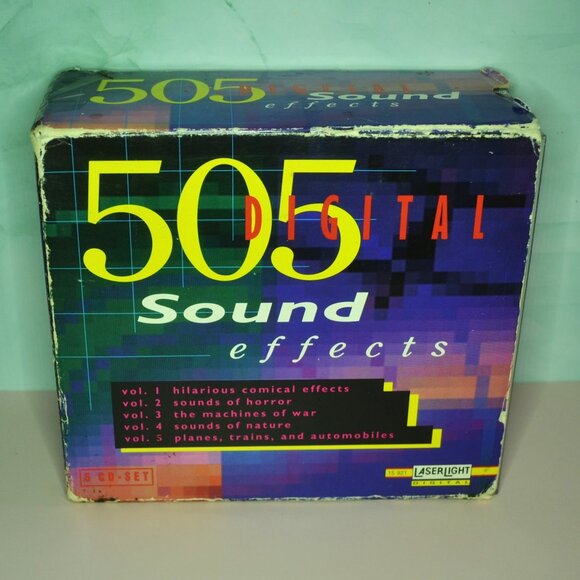 505 DIGITAL
Sound
effects
505
DIGITAL
Sound
effects
vol. 1 hilarious comical effects
vol. 2 sounds of horror
vol. 3 the machines of war
vol. 4 sounds of nature
vol. 5 planes, trains, and automobiles
5 CD-SET
15 921
LASERLIGHT
DIGITAL